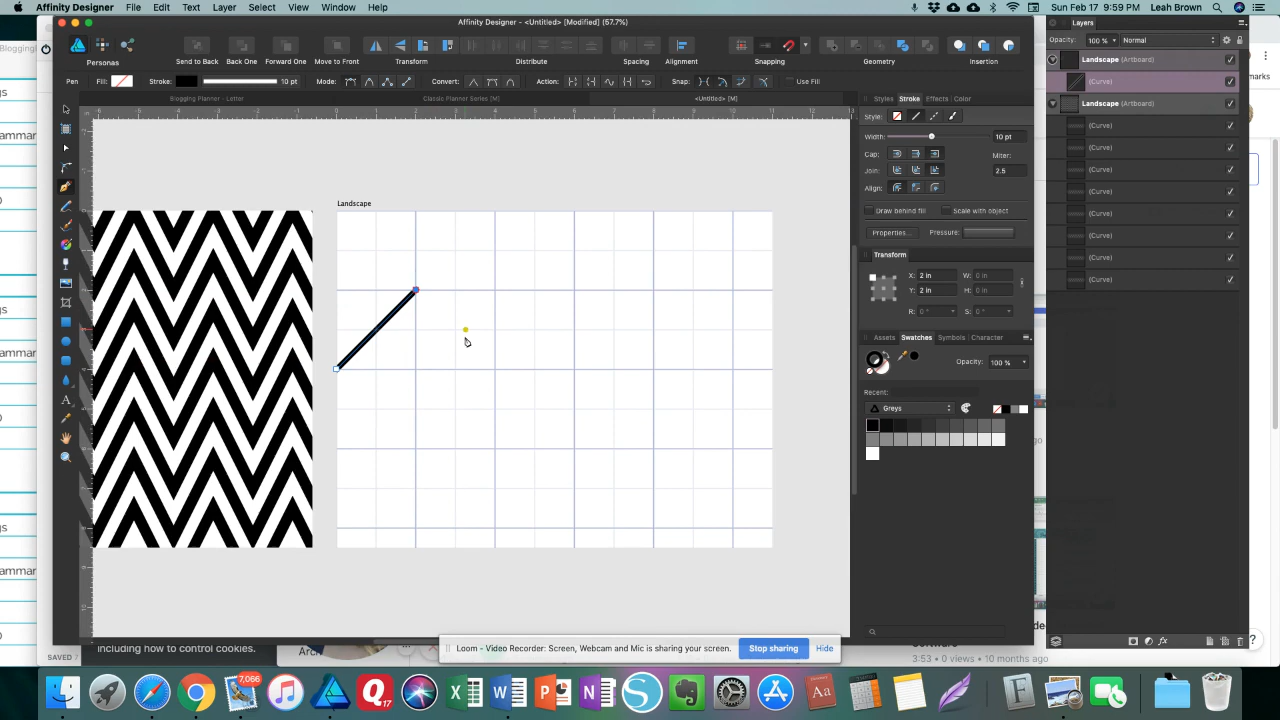 Affinity Designer File Edit Text Layer Select View Window Help
Sun Feb 9 9:59 PM Leah Brown
Affinity Designer - <Untitled> [Modified] (57.7%)
Personas Send to Back Back One Forward One Move to Front Transform Distribute Spacing Alignment Snapping Geometry Insertion
Pen Fill: Stroke: 10 pt Mode: Convert: Action: Snap: Use Fill
Blogging Planner - Letter Classic Planner Series [M] <Untitled> [M]
Landscape
Styles Stroke Effects Color
Style:
Width: 10 pt
Cap: Miter:
Join: 2.5
Align:
Draw behind fill Scale with object
Properties... Pressure:
Transform
X: 2 in W: 0 in
Y: 2 in H: 0 in
R: 0 ° S: 0 °
Assets Swatches Symbols Character
Opacity: 100 %
Recent:
Greys
Layers
Opacity: 100 % Normal
Landscape (Artboard)
(Curve)
Landscape (Artboard)
(Curve)
(Curve)
(Curve)
(Curve)
(Curve)
(Curve)
(Curve)
(Curve)
SAVED
including how to control cookies.
Loom - Video Recorder: Screen, Webcam and Mic is sharing your screen. Stop sharing Hide
3:53 • 0 views • 10 months ago
7,066